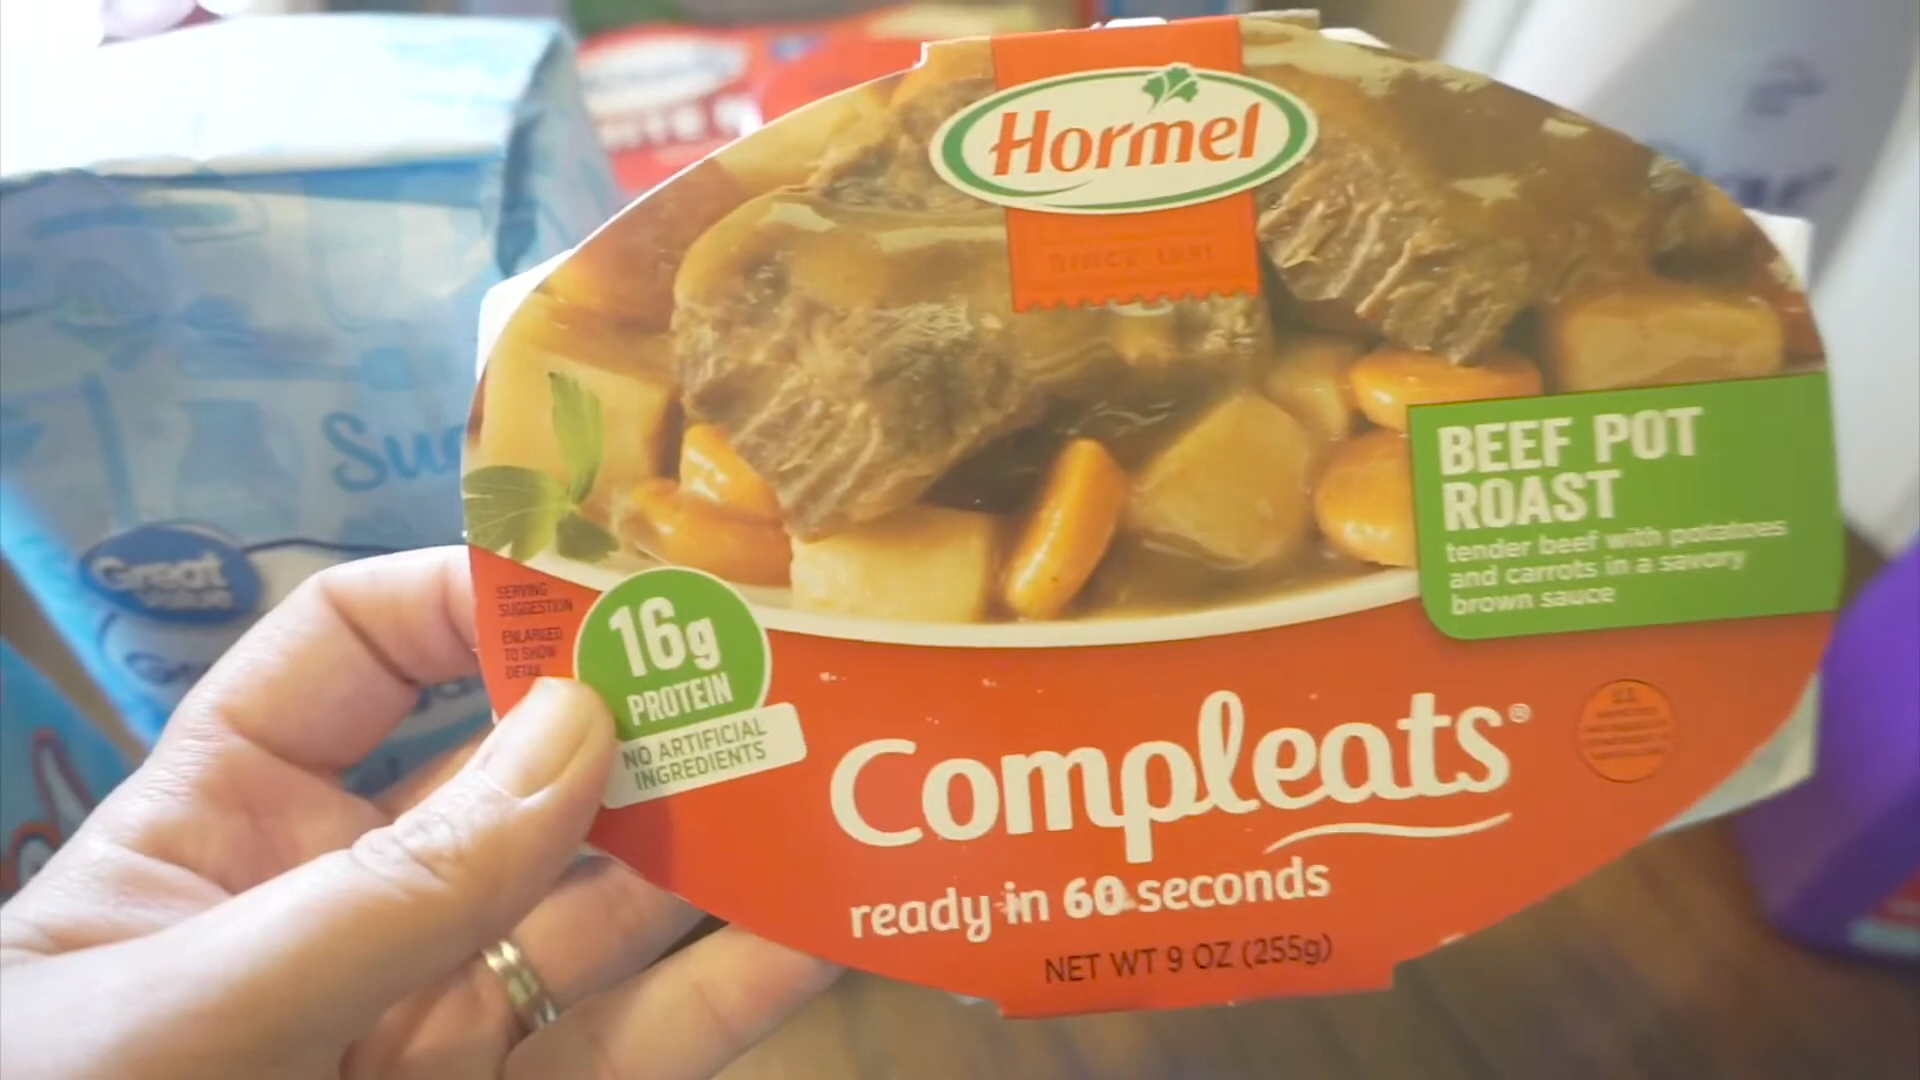 Hormel
SINCE 1891
BEEF POT
ROAST
tender beef with potatoes
and carrots in a savory
brown sauce
SERVING
SUGGESTION
ENLARGED
TO SHOW
DETAIL
16g
PROTEIN
NO ARTIFICIAL
INGREDIENTS
Compleats®
ready in 60 seconds
NET WT 9 OZ (255g)
Great
Value